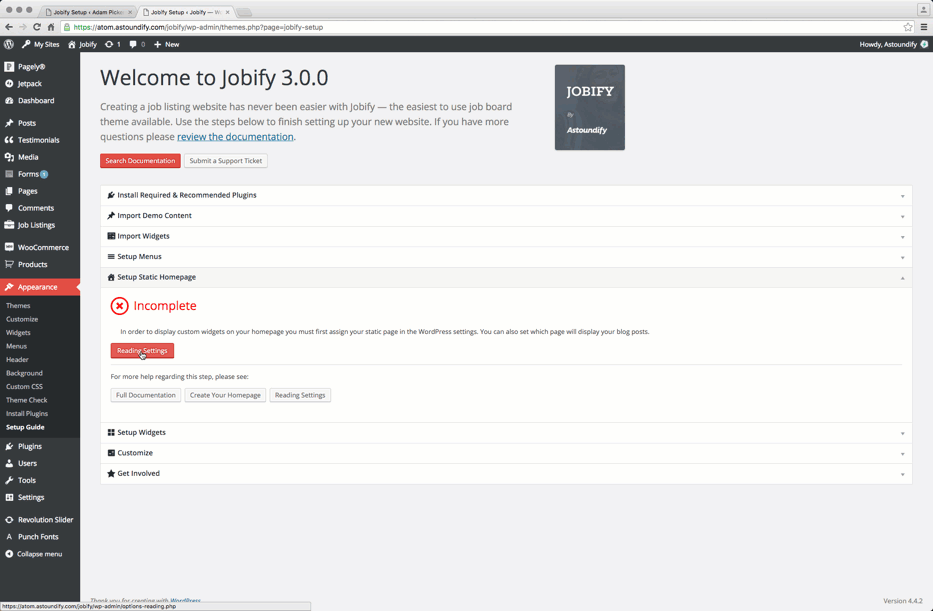 Jobify Setup ‹ Adam Picker
Jobify Setup ‹ Jobify — W
https://atom.astoundify.com/jobify/wp-admin/themes.php?page=jobify-setup
My Sites
Jobify
1
0
New
Howdy, Astoundify
Pagely®
Jetpack
Dashboard
Posts
Testimonials
Media
Forms 1
Pages
Comments
Job Listings
WooCommerce
Products
Appearance
Themes
Customize
Widgets
Menus
Header
Background
Custom CSS
Theme Check
Install Plugins
Setup Guide
Plugins
Users
Tools
Settings
Revolution Slider
Punch Fonts
Collapse menu
Welcome to Jobify 3.0.0
Creating a job listing website has never been easier with Jobify — the easiest to use job board
theme available. Use the steps below to finish setting up your new website. If you have more
questions please review the documentation.
JOBIFY
By
Astoundify
Search Documentation
Submit a Support Ticket
Install Required & Recommended Plugins
Import Demo Content
Import Widgets
Setup Menus
Setup Static Homepage
Incomplete
In order to display custom widgets on your homepage you must first assign your static page in the WordPress settings. You can also set which page will display your blog posts.
Reading Settings
For more help regarding this step, please see:
Full Documentation
Create Your Homepage
Reading Settings
Setup Widgets
Customize
Get Involved
Thank you for creating with WordPress.
Version 4.4.2
https://atom.astoundify.com/jobify/wp-admin/options-reading.php